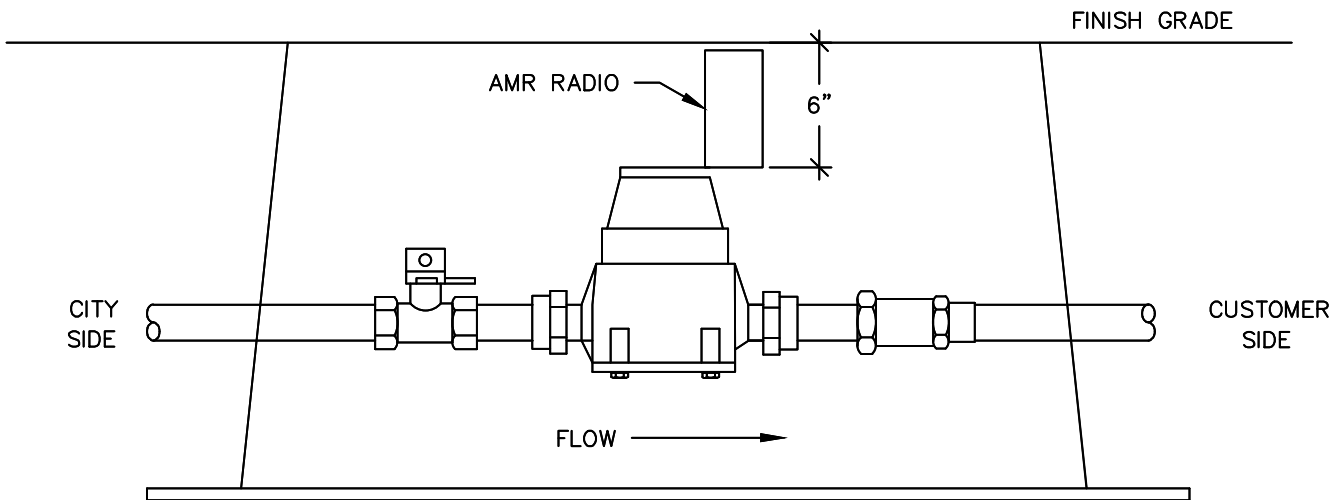 FINISH GRADE
AMR RADIO
6”
CITY
SIDE
CUSTOMER
SIDE
FLOW